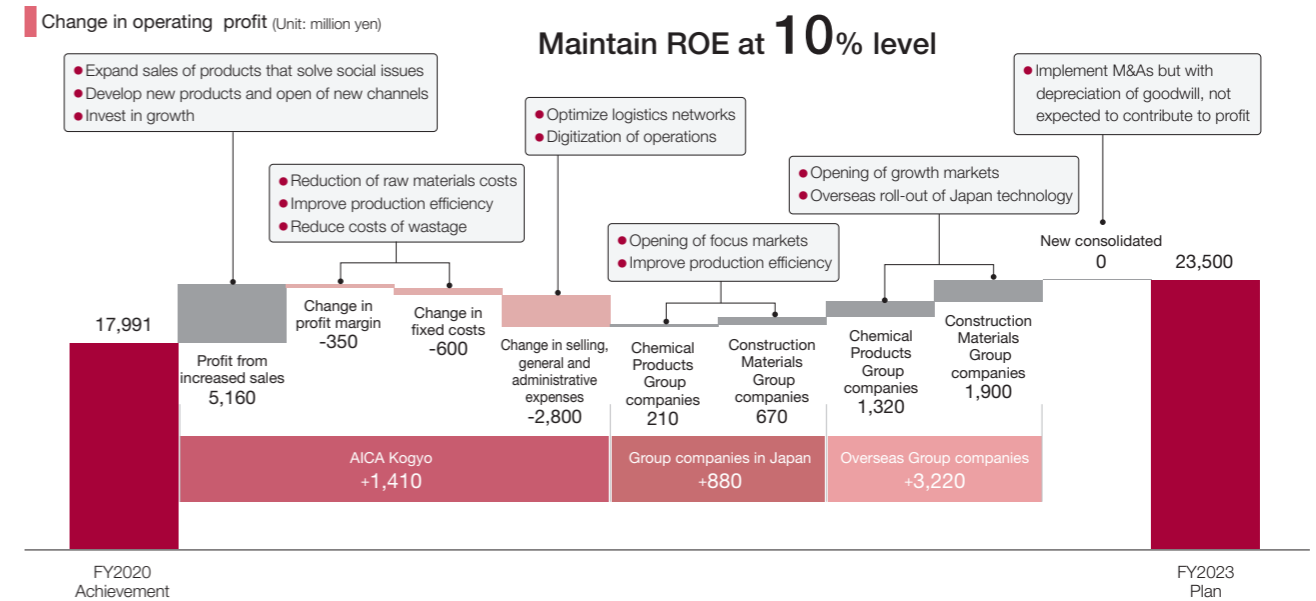 Change in operating profit (Unit: million yen)
Maintain ROE at 10% level
Expand sales of products that solve social issues
Develop new products and open of new channels
Invest in growth
Reduction of raw materials costs
Improve production efficiency
Reduce costs of wastage
Optimize logistics networks
Digitization of operations
Opening of focus markets
Improve production efficiency
Opening of growth markets
Overseas roll-out of Japan technology
Implement M&As but with
depreciation of goodwill, not
expected to contribute to profit
17,991
Profit from
increased sales
5,160
Change in
profit margin
-350
Change in
fixed costs
-600
Change in selling,
general and
administrative
expenses
-2,800
Chemical
Products
Group
companies
210
Construction
Materials
Group
companies
670
Chemical
Products
Group
companies
1,320
Construction
Materials
Group
companies
1,900
New consolidated
0
23,500
AICA Kogyo
+1,410
Group companies in Japan
+880
Overseas Group companies
+3,220
FY2020
Achievement
FY2023
Plan